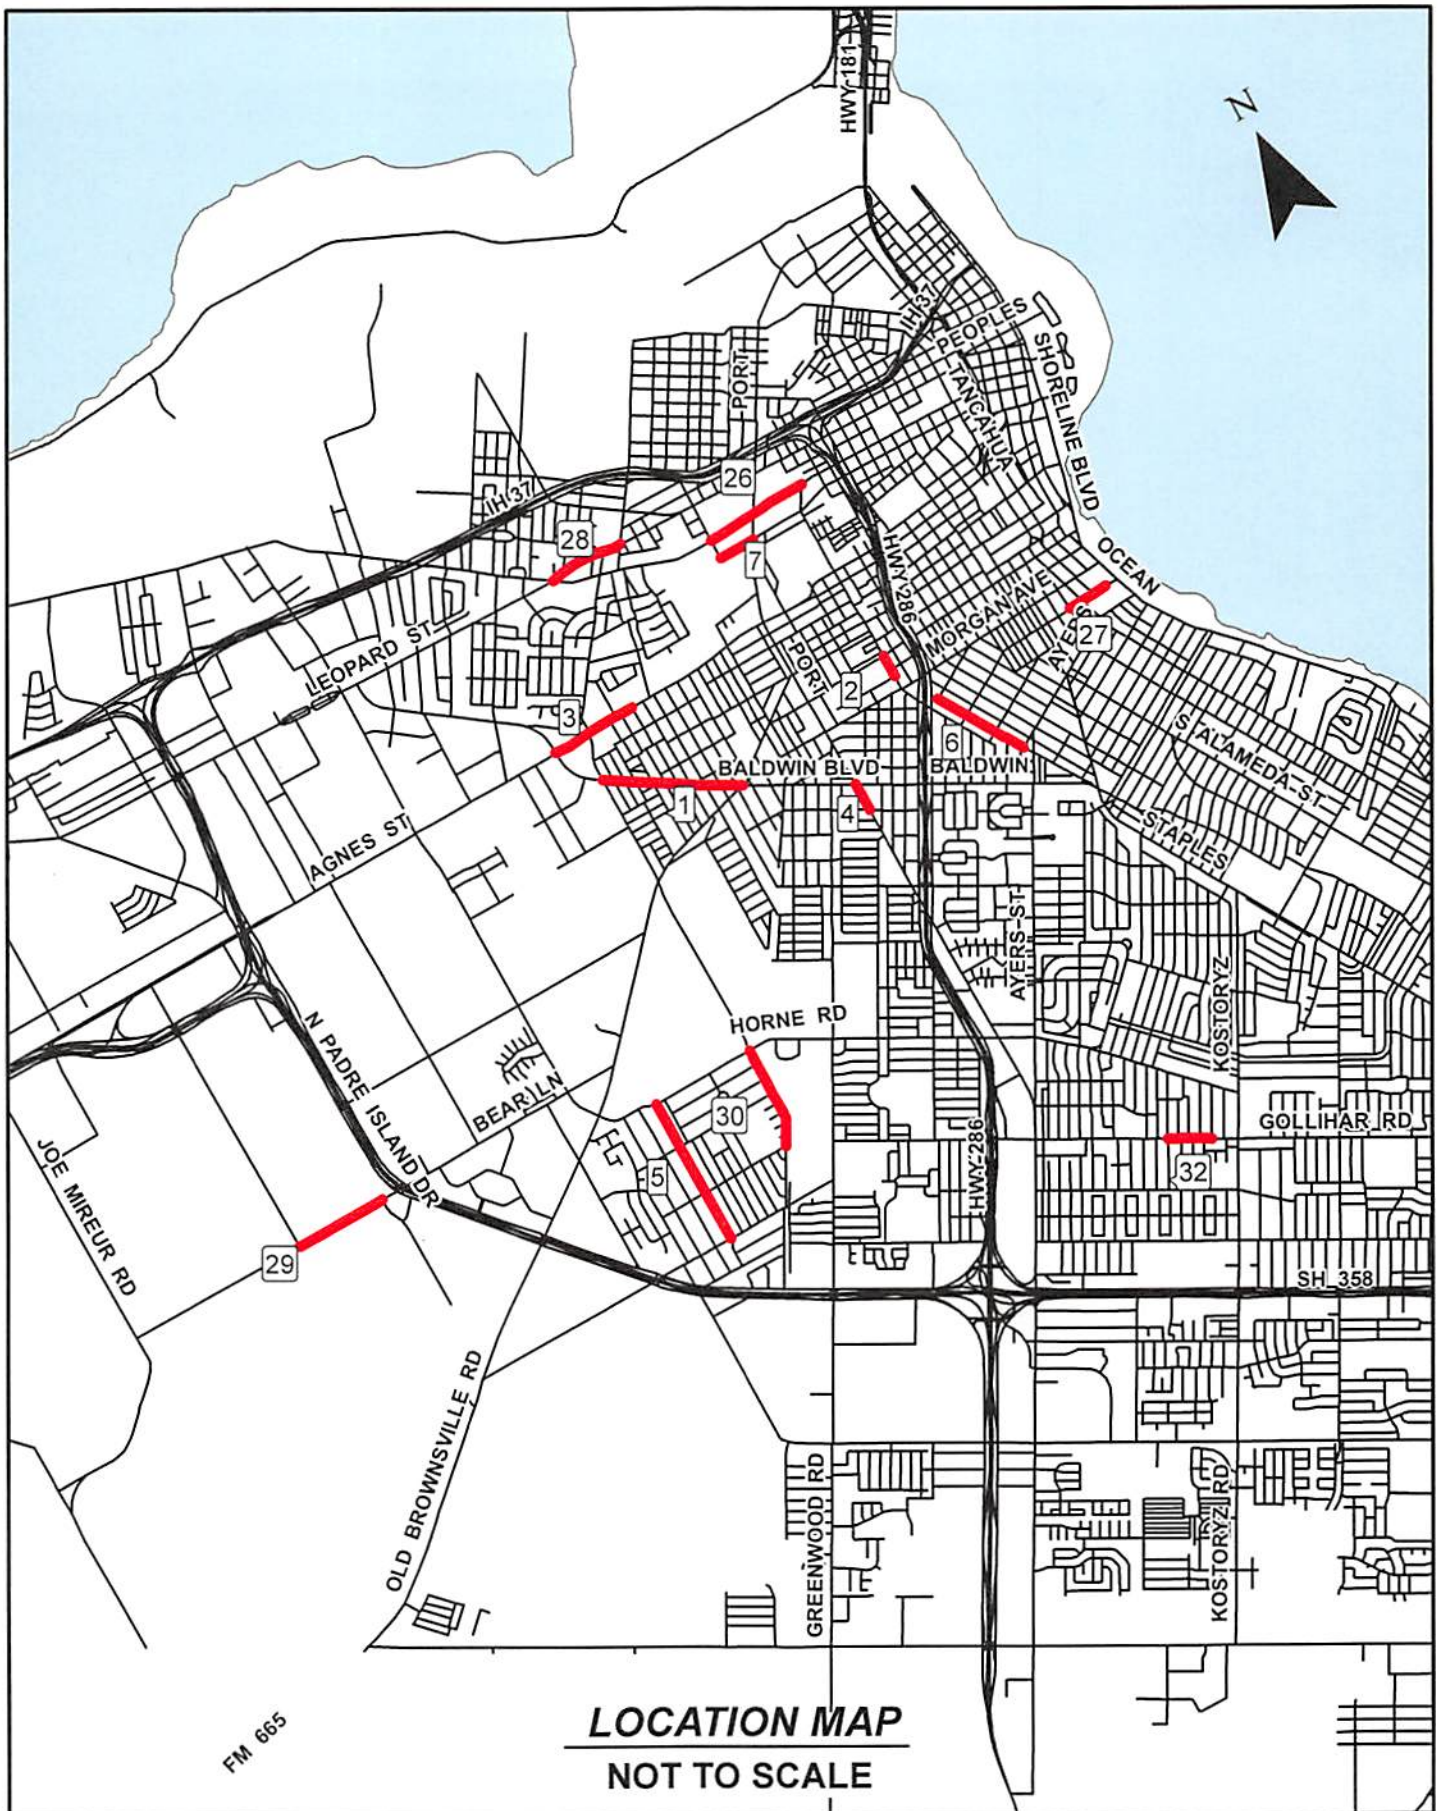 HWY 181
N
IH 37
PEOPLES
PORT
TANCAHUA
SHORELINE BLVD
26
IH 37
28
7
HWY 286
OCEAN
MORGAN AVE
27
LEOPARD ST
PORT
2
3
6
S ALAMEDA ST
BALDWIN BLVD
BALDWIN
1
4
STAPLES
AGNES ST
AYERS ST
KOSTORYZ
HORNE RD
N PADRE ISLAND DR
BEAR LN
30
GOLLIHAR RD
JOE MIREUR RD
5
HWY 286
32
29
SH 358
OLD BROWNSVILLE RD
GREENWOOD RD
KOSTORYZ RD
FM 665
LOCATION MAP
NOT TO SCALE